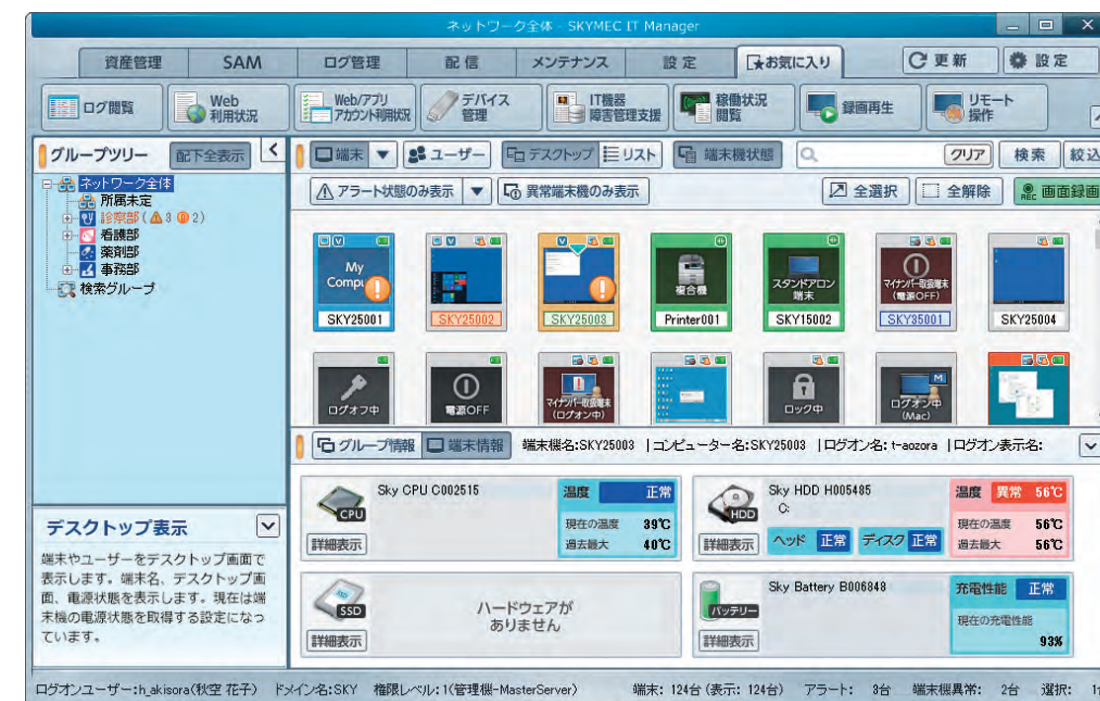 ネットワーク全体 - SKYMEC IT Manager
資産管理 SAM ログ管理 配信 メンテナンス 設定 お気に入り 更新 設定
ログ閲覧
Web
利用状況
Web/アプリ
アカウント利用状況
デバイス
管理
IT機器
障害管理支援
稼働状況
閲覧
録画再生
リモート
操作
グループツリー 配下全表示
端末 ユーザー デスクトップ リスト 端末機状態 クリア 検索 絞込
アラート状態のみ表示 異常端末機のみ表示 全選択 全解除 REC 画面録画
ネットワーク全体
所属未定
診察部(3 2)
看護部
薬剤部
事務部
検索グループ
My
Compu
SKY25001
SKY25002
SKY25003
複合機
Printer001
スタンドアロン
端末
SKY15002
マイナンバー取扱端末
(電源OFF)
SKY35001
SKY25004
ログオフ中
電源OFF
マイナンバー取扱端末
(ログオン中)
ロック中
M
ログオン中
(Mac)
グループ情報 端末情報 端末機名:SKY25003 |コンピューター名:SKY25003 |ログオン名: t-aozora |ログオン表示名:
CPU
詳細表示
Sky CPU C002515
温度 正常
現在の温度 39℃
過去最大 40℃
HDD
詳細表示
Sky HDD H005485
C:
ヘッド 正常 ディスク 正常
温度 異常 56℃
現在の温度 56℃
過去最大 56℃
SSD
詳細表示
ハードウェアが
ありません
バッテリー
詳細表示
Sky Battery B006848
充電性能 正常
現在の充電性能
93%
デスクトップ表示
端末やユーザーをデスクトップ画面で
表示します。端末名、デスクトップ画
面、電源状態を表示します。現在は端
末機の電源状態を取得する設定になっ
ています。
ログオンユーザー:h_akisora(秋空 花子) ドメイン名:SKY 権限レベル:1(管理機-MasterServer) 端末: 124台 (表示: 124台) アラート: 3台 端末機異常: 2台 選択: